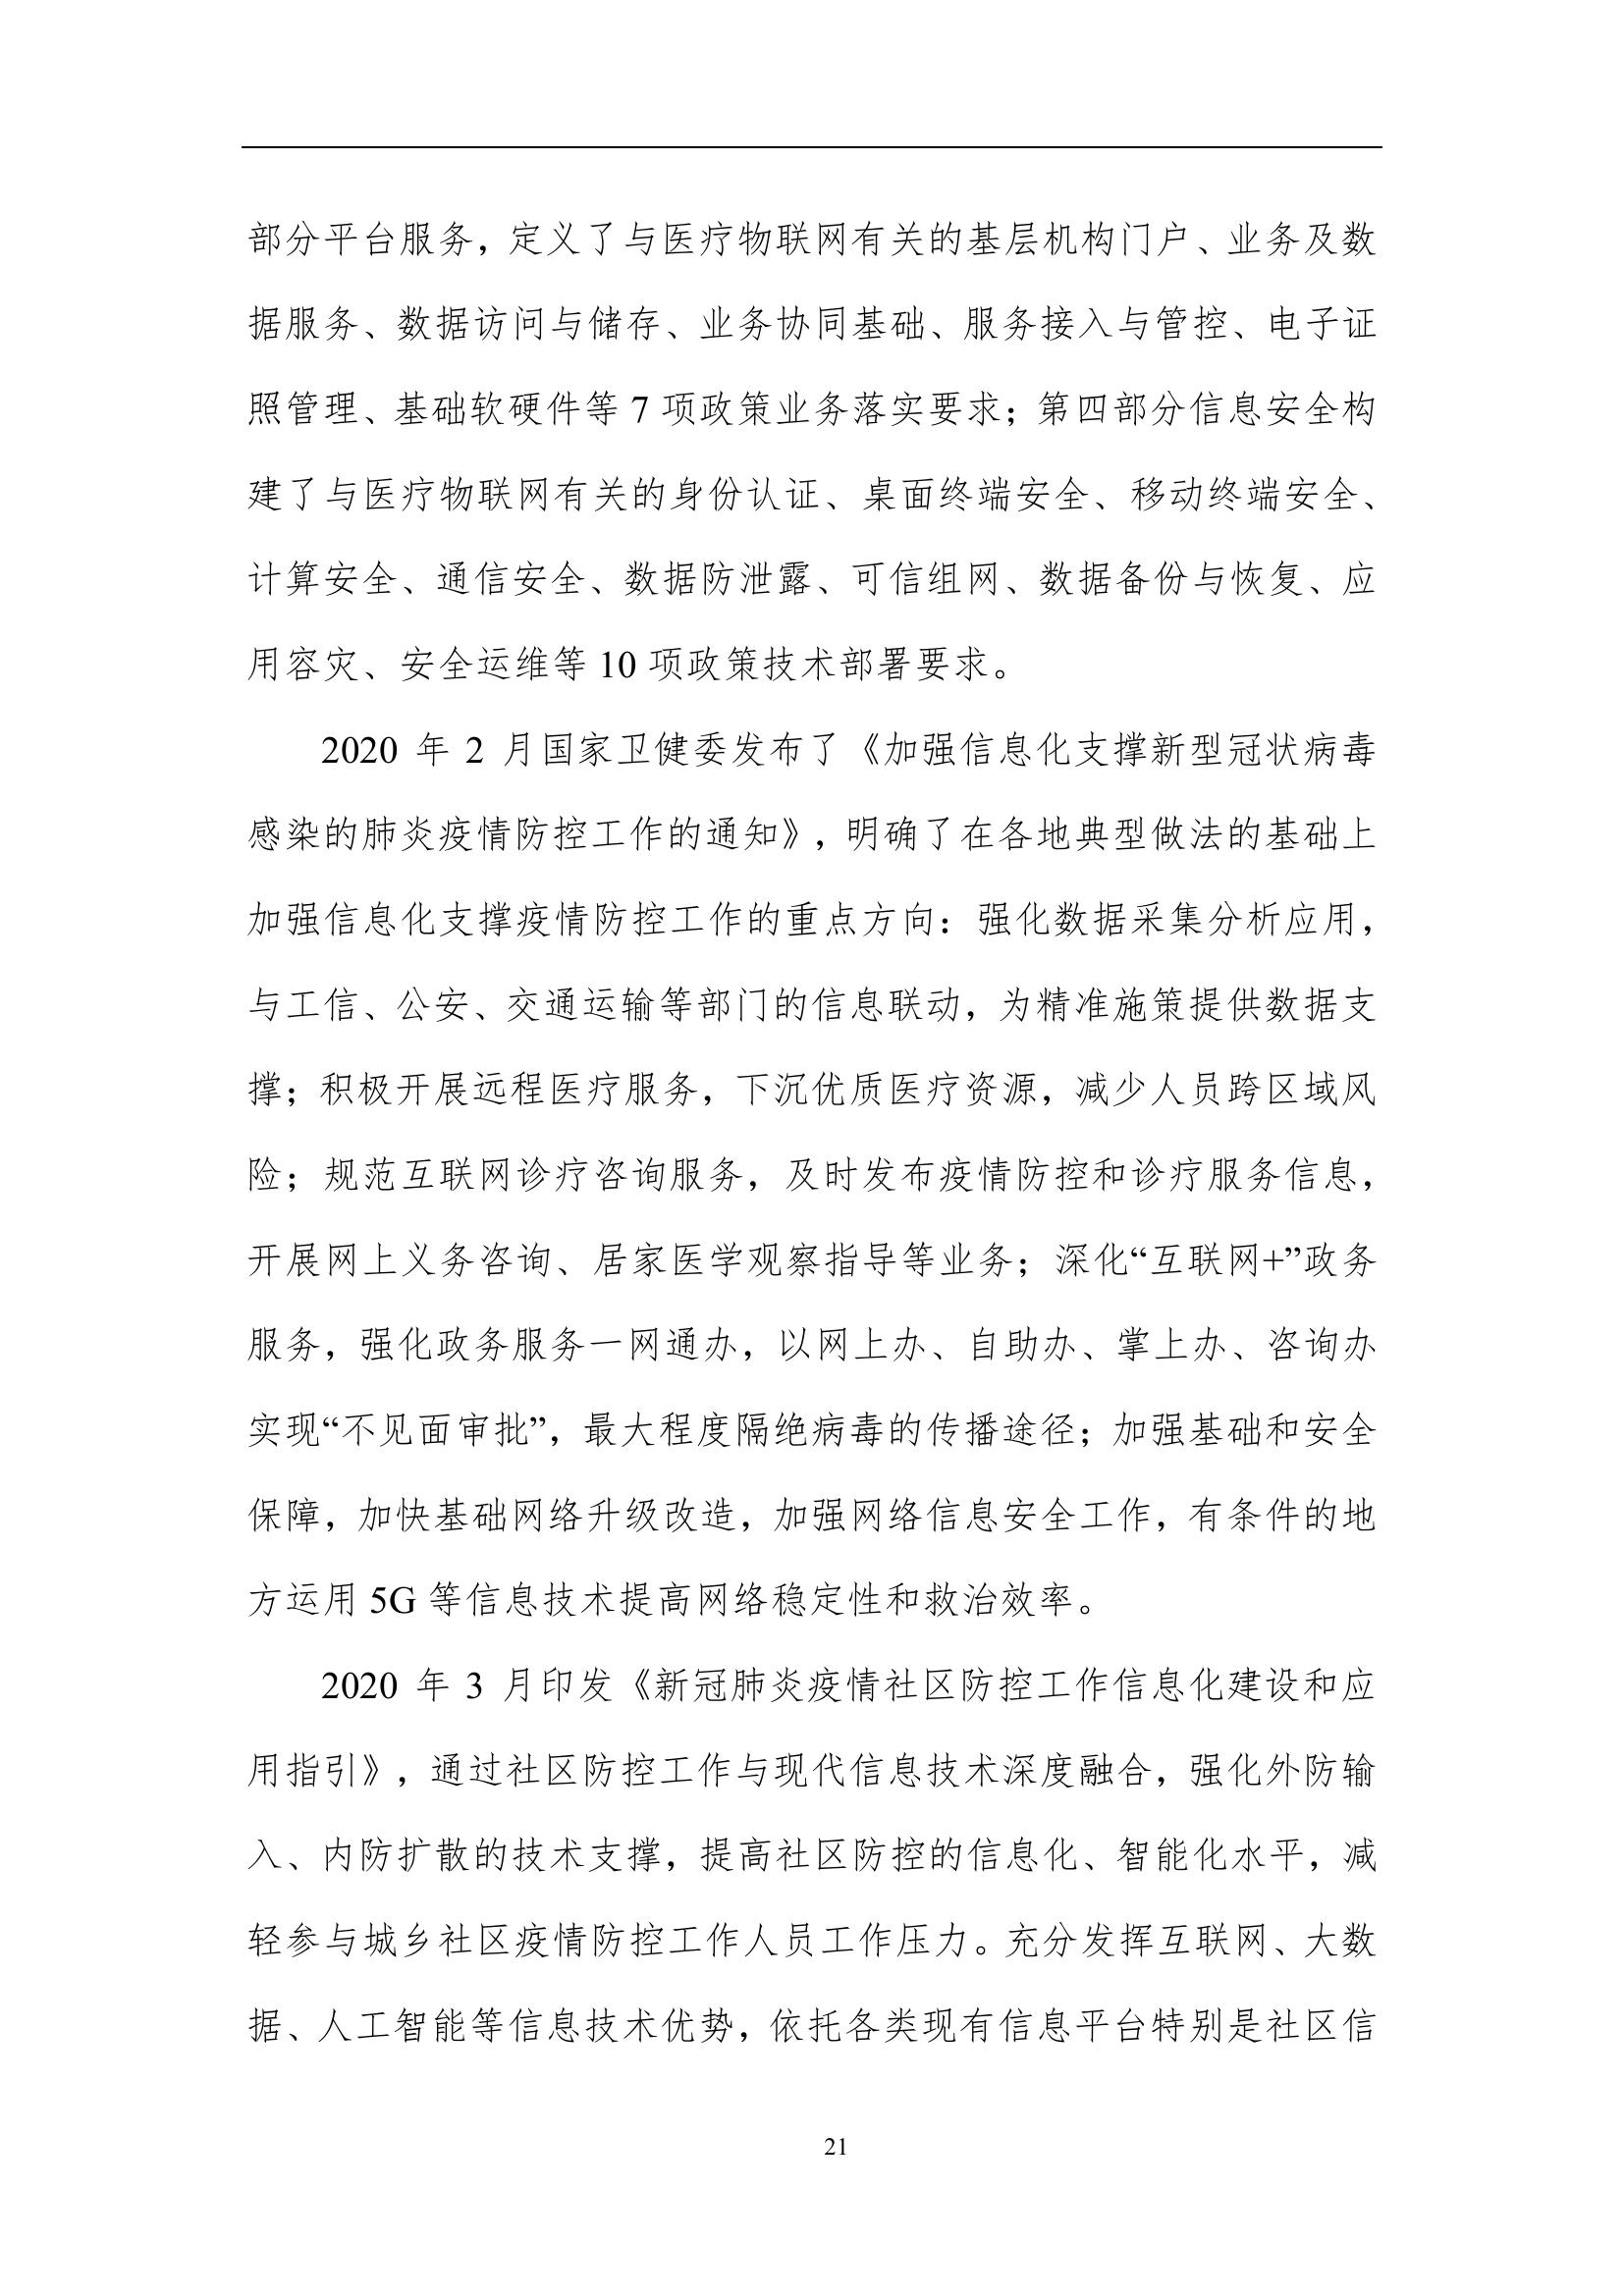 部分平台服务，定义了与医疗物联网有关的基层机构门户、业务及数
据服务、数据访问与储存、业务协同基础、服务接入与管控、电子证
照管理、基础软硬件等 7 项政策业务落实要求；第四部分信息安全构
建了与医疗物联网有关的身份认证、桌面终端安全、移动终端安全、
计算安全、通信安全、数据防泄露、可信组网、数据备份与恢复、应
用容灾、安全运维等 10 项政策技术部署要求。
2020 年 2 月国家卫健委发布了《加强信息化支撑新型冠状病毒
感染的肺炎疫情防控工作的通知》，明确了在各地典型做法的基础上
加强信息化支撑疫情防控工作的重点方向：强化数据采集分析应用，
与工信、公安、交通运输等部门的信息联动，为精准施策提供数据支
撑；积极开展远程医疗服务，下沉优质医疗资源，减少人员跨区域风
险；规范互联网诊疗咨询服务，及时发布疫情防控和诊疗服务信息，
开展网上义务咨询、居家医学观察指导等业务；深化“互联网+”政务
服务，强化政务服务一网通办，以网上办、自助办、掌上办、咨询办
实现“不见面审批”，最大程度隔绝病毒的传播途径；加强基础和安全
保障，加快基础网络升级改造，加强网络信息安全工作，有条件的地
方运用 5G 等信息技术提高网络稳定性和救治效率。
2020 年 3 月印发《新冠肺炎疫情社区防控工作信息化建设和应
用指引》，通过社区防控工作与现代信息技术深度融合，强化外防输
入、内防扩散的技术支撑，提高社区防控的信息化、智能化水平，减
轻参与城乡社区疫情防控工作人员工作压力。充分发挥互联网、大数
据、人工智能等信息技术优势，依托各类现有信息平台特别是社区信
21